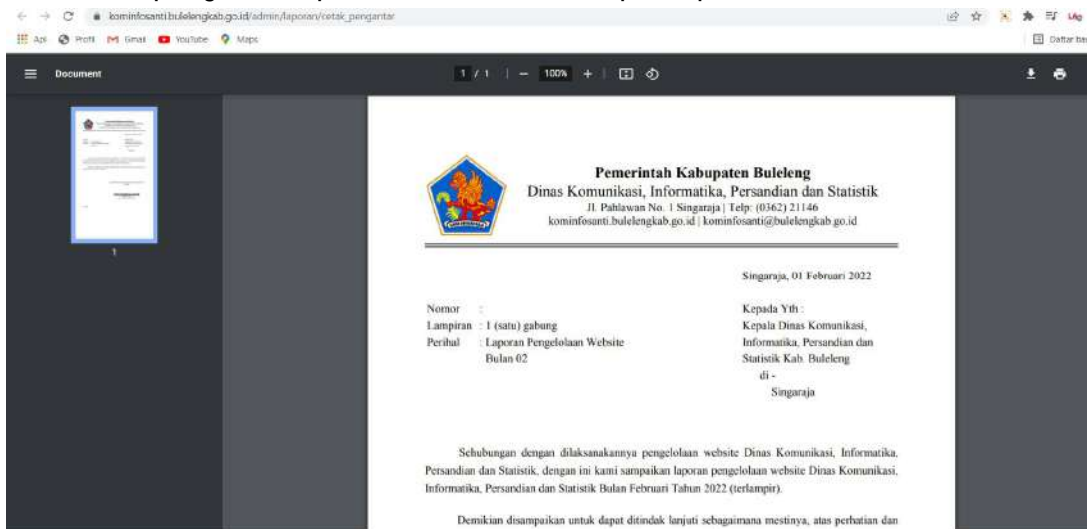 kominfosanti.bulelengkab.go.id/admin/laporan/cetak_pengantar
Profil Gmail YouTube Maps
Document
1 / 1 | − 100% + |
1
Pemerintah Kabupaten Buleleng
Dinas Komunikasi, Informatika, Persandian dan Statistik
Jl. Pahlawan No. 1 Singaraja | Telp: (0362) 21146
kominfosanti.bulelengkab.go.id | kominfosanti@bulelengkab.go.id
Singaraja, 01 Februari 2022
Nomor :
Lampiran : 1 (satu) gabung
Perihal : Laporan Pengelolaan Website
Bulan 02
Kepada Yth :
Kepala Dinas Komunikasi,
Informatika, Persandian dan
Statistik Kab. Buleleng
di -
Singaraja
Sehubungan dengan dilaksanakannya pengelolaan website Dinas Komunikasi, Informatika,
Persandian dan Statistik, dengan ini kami sampaikan laporan pengelolaan website Dinas Komunikasi,
Informatika, Persandian dan Statistik Bulan Februari Tahun 2022 (terlampir).
Demikian disampaikan untuk dapat ditindak lanjuti sebagaimana mestinya, atas perhatian dan